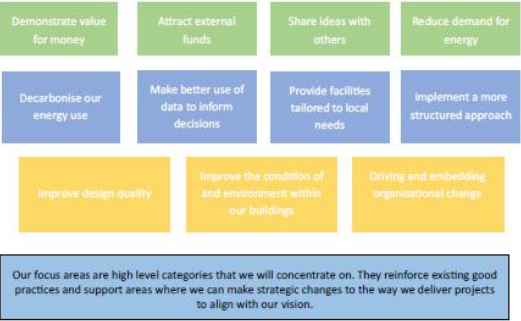 Demonstrate value
for money
Attract external
funds
Share ideas with
others
Reduce demand for
energy
Decarbonise our
energy use
Make better use of
data to inform
decisions
Provide facilities
tailored to local
needs
Implement a more
structured approach
Improve design quality
Improve the condition of
and environment within
our buildings
Driving and embedding
organisational change
Our focus areas are high level categories that we will concentrate on. They reinforce existing good
practices and support areas where we can make strategic changes to the way we deliver projects
to align with our vision.